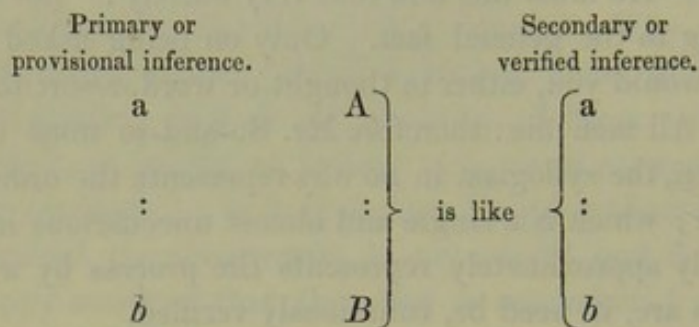 Primary or Secondary or
provisional inference. verified inference.
a A a
: : is like :
b B b